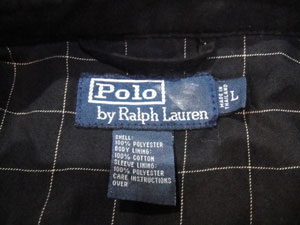 Polo
by Ralph Lauren
MADE IN
THAILAND
L
SHELL:
100% POLYESTER
BODY LINING:
100% COTTON
SLEEVE LINING:
100% POLYESTER
CARE INSTRUCTIONS
OVER